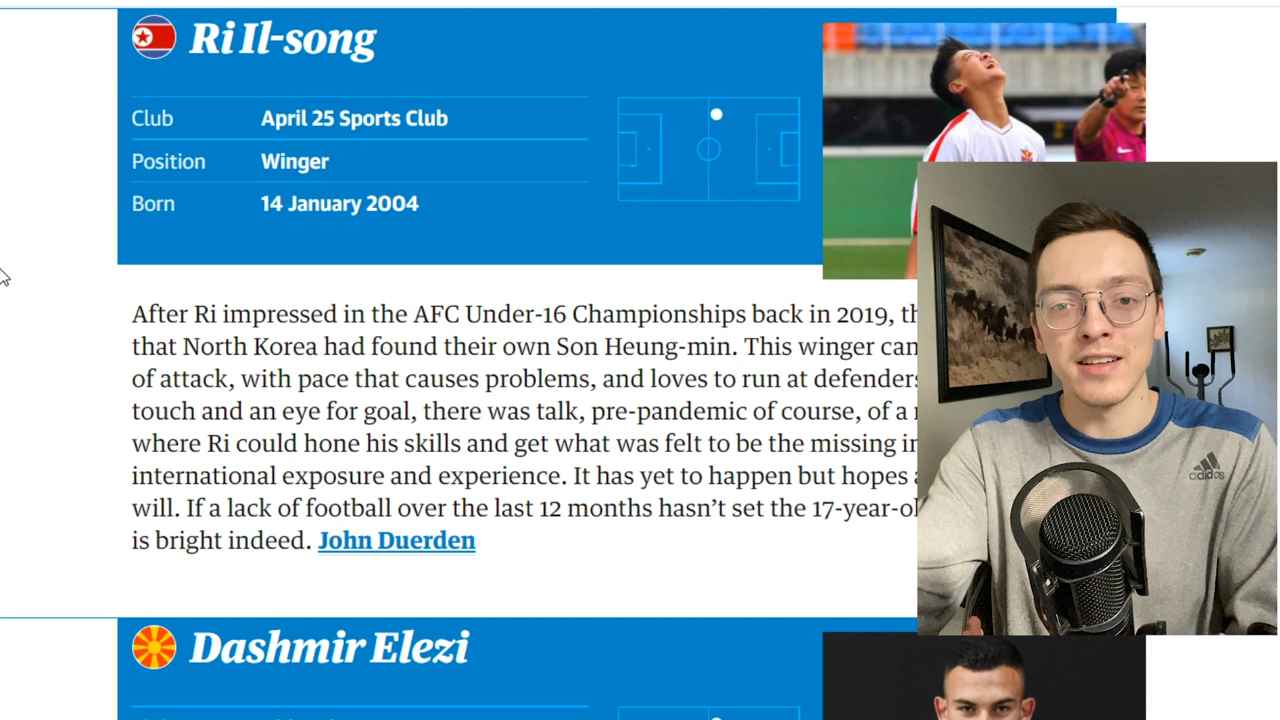 Ri Il-song
Club April 25 Sports Club
Position Winger
Born 14 January 2004
After Ri impressed in the AFC Under-16 Championships back in 2019,
that North Korea had found their own Son Heung-min. This winger can
of attack, with pace that causes problems, and loves to run at defenders
touch and an eye for goal, there was talk, pre-pandemic of course, of a
where Ri could hone his skills and get what was felt to be the missing
international exposure and experience. It has yet to happen but hopes
will. If a lack of football over the last 12 months hasn’t set the
is bright indeed. John Duerden
adidas
Dashmir Elezi